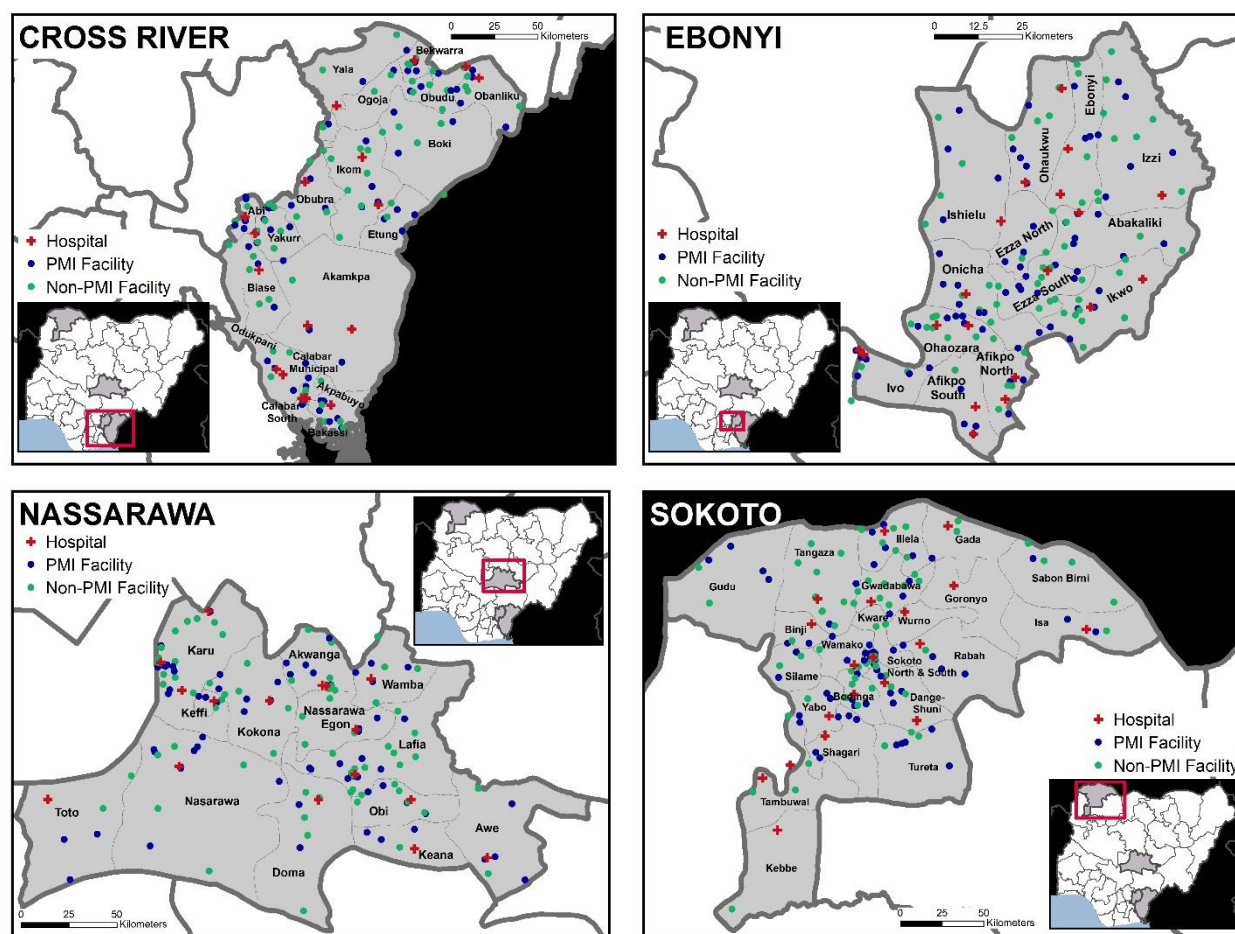 CROSS RIVER
0 25 50
Kilometers
Bekwarra
Yala
Ogoja
Obudu
Obanliku
Boki
Ikom
Obubra
Abi
Yakurr
Etung
Hospital
PMI Facility
Non-PMI Facility
Akamkpa
Biase
Odukpani
Calabar
Municipal
Akpabuyo
Calabar
South
Bakassi
EBONYI
0 12.5 25
Kilometers
Ebonyi
Ohaukwu
Izzi
Ishielu
Ezza North
Abakaliki
Hospital
PMI Facility
Non-PMI Facility
Onicha
Ezza South
Ikwo
Ohaozara
Afikpo
North
Ivo
Afikpo
South
NASSARAWA
Hospital
PMI Facility
Non-PMI Facility
Karu
Akwanga
Wamba
Keffi
Nassarawa
Egon
Kokona
Lafia
Nasarawa
Toto
Obi
Awe
Keana
Doma
0 25 50
Kilometers
SOKOTO
Illela
Gada
Tangaza
Gudu
Gwadabawa
Sabon Birni
Goronyo
Kware
Wurno
Binji
Isa
Wamako
Sokoto
North & South
Rabah
Silame
Bodinga
Dange-
Shuni
Yabo
Shagari
Tureta
Hospital
PMI Facility
Non-PMI Facility
Tambuwal
Kebbe
0 25 50
Kilometers